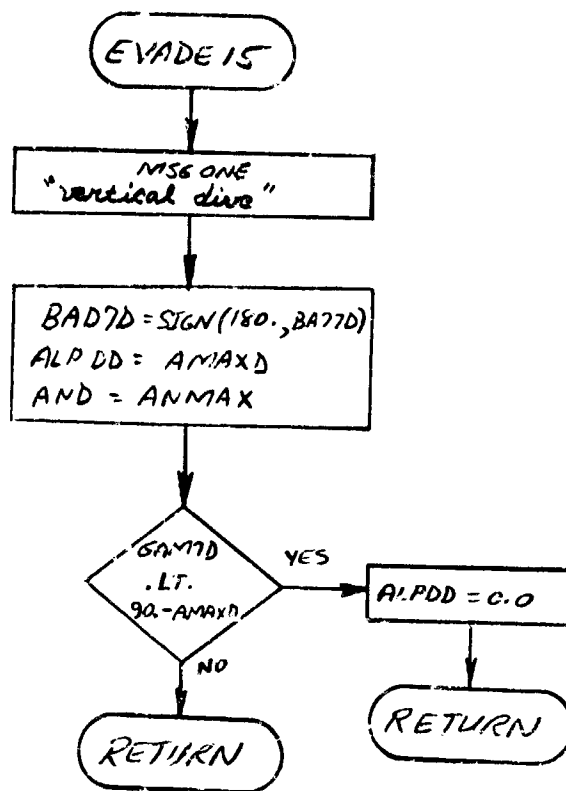 EVADE 15
MSG ONE
"vertical dive"
BAD7D = SIGN(180., BA77D)
ALPDD = AMAXD
AND = ANMAX
GAM7D
.LT.
90.-AMAXD
YES
ALPDD = 0.0
NO
RETURN
RETURN